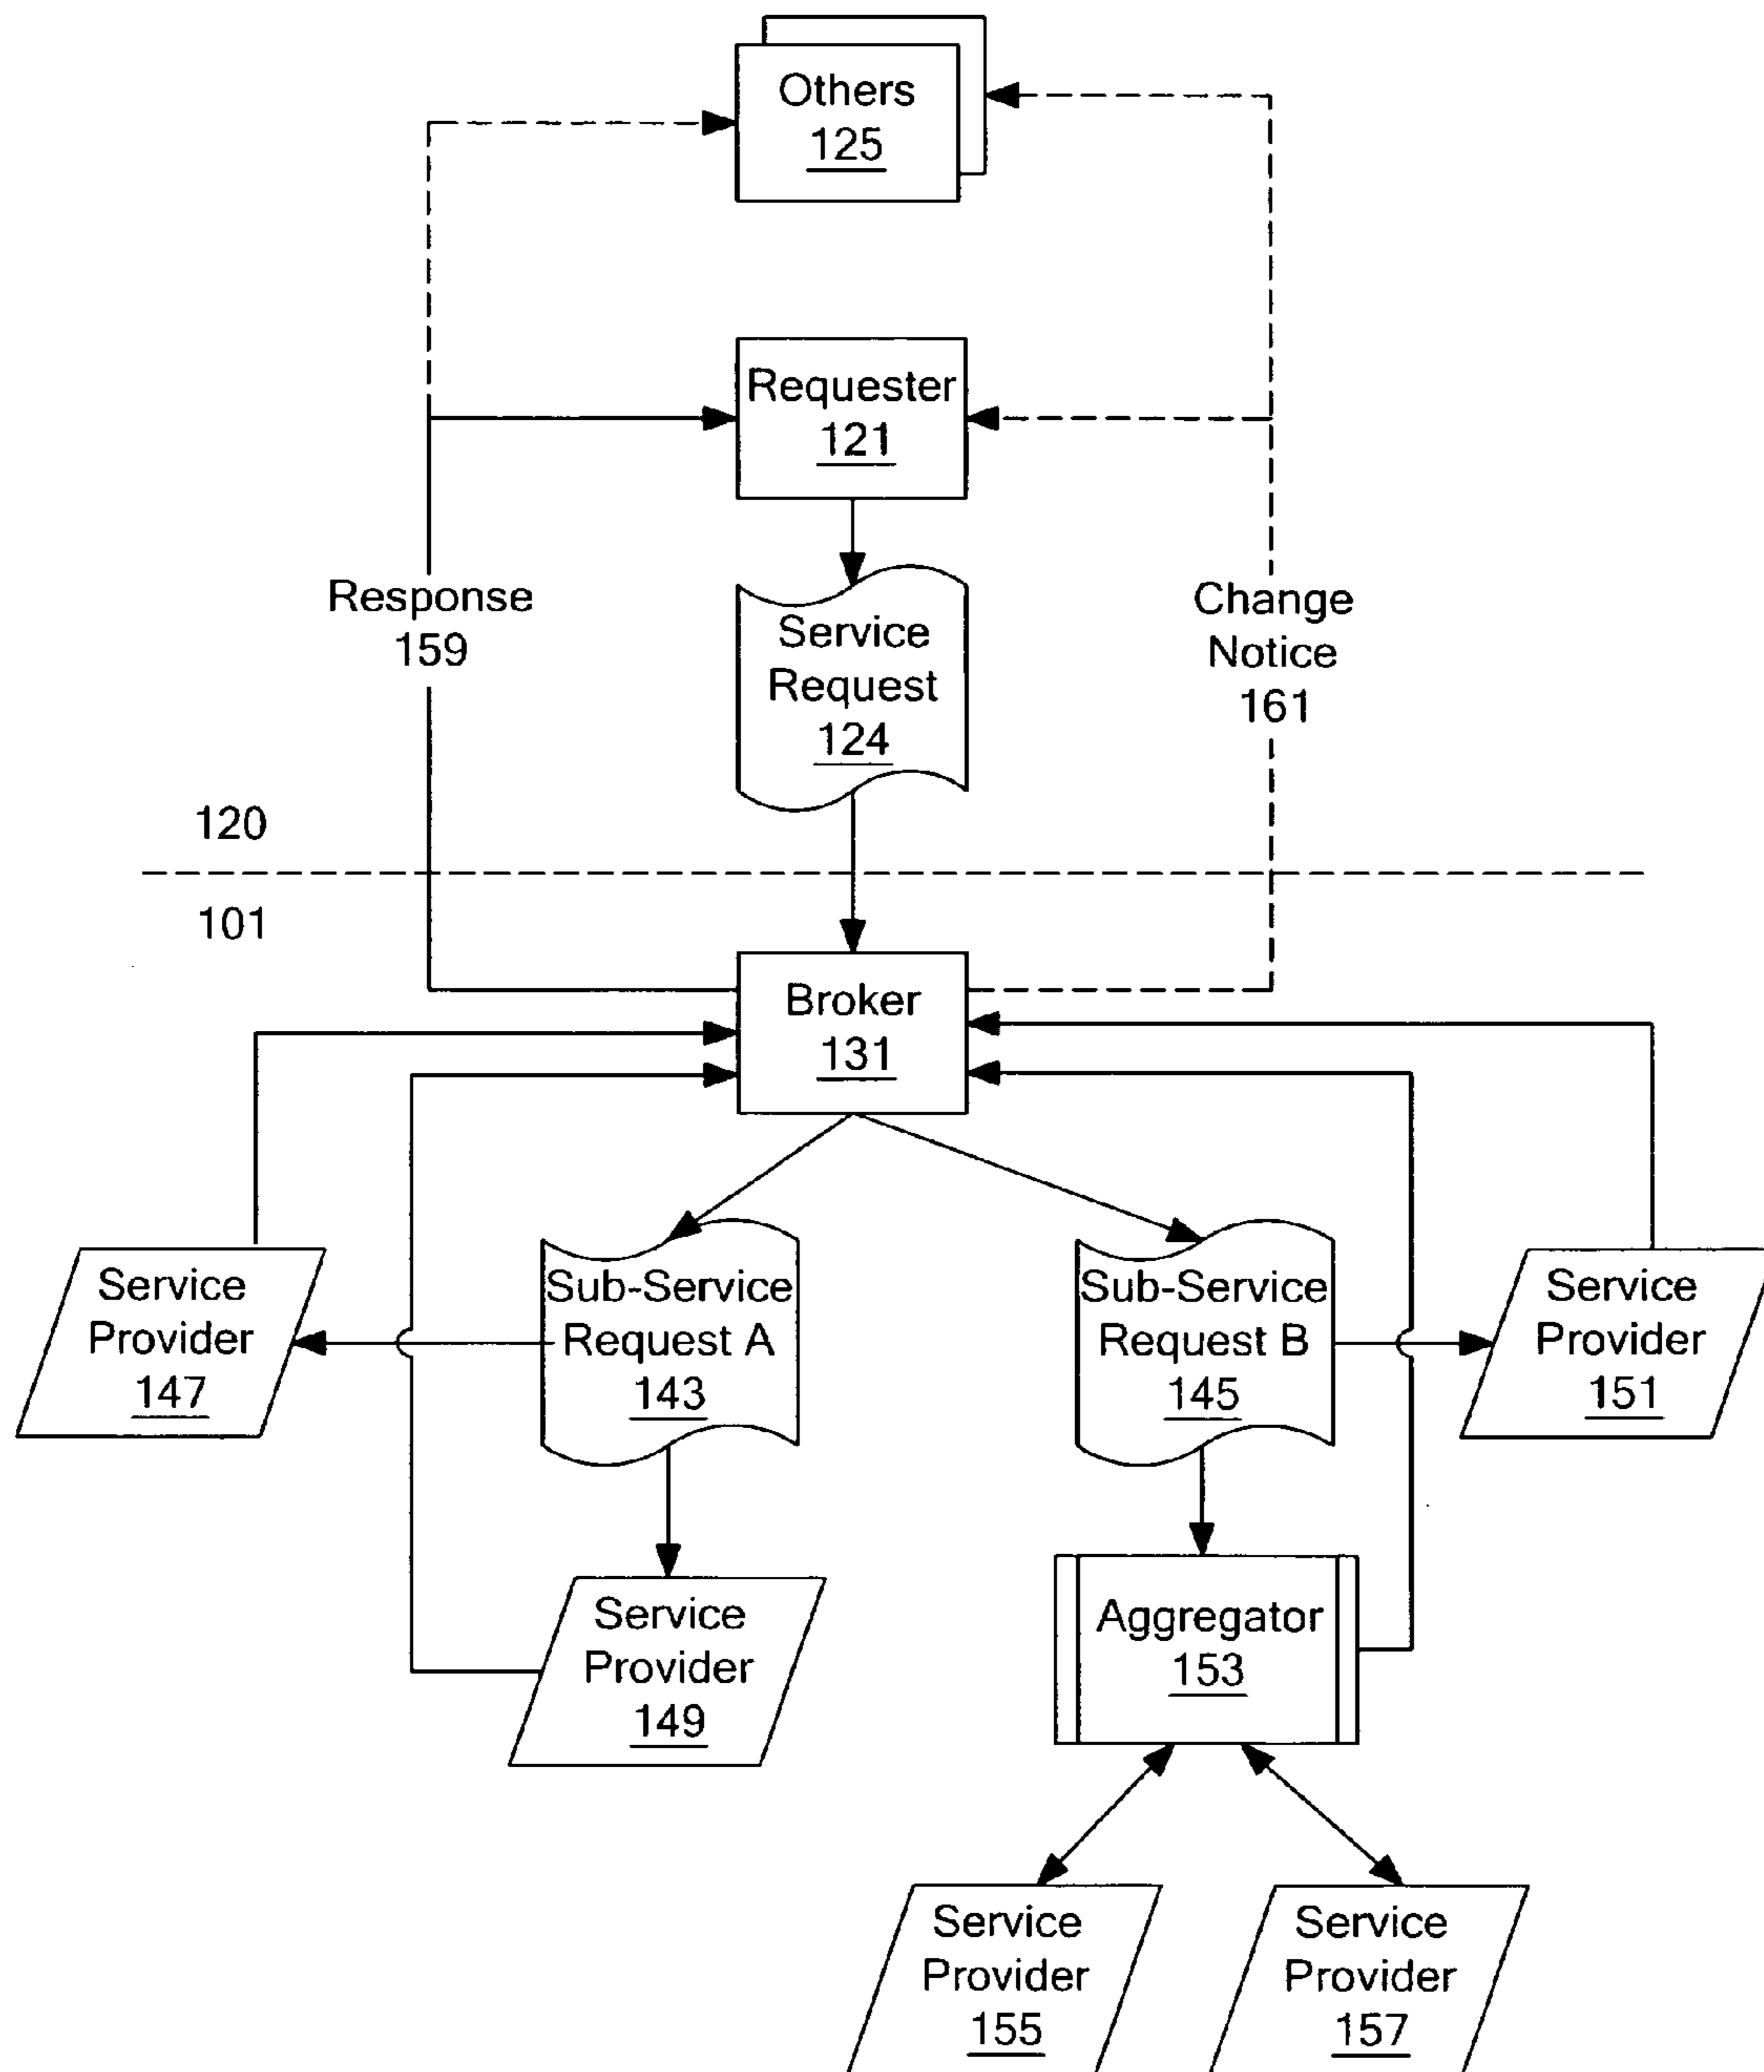 Others
125
Requester
121
Response
159
Service
Request
124
Change
Notice
161
120
101
Broker
131
Service
Provider
147
Sub-Service
Request A
143
Sub-Service
Request B
145
Service
Provider
151
Service
Provider
149
Aggregator
153
Service
Provider
155
Service
Provider
157